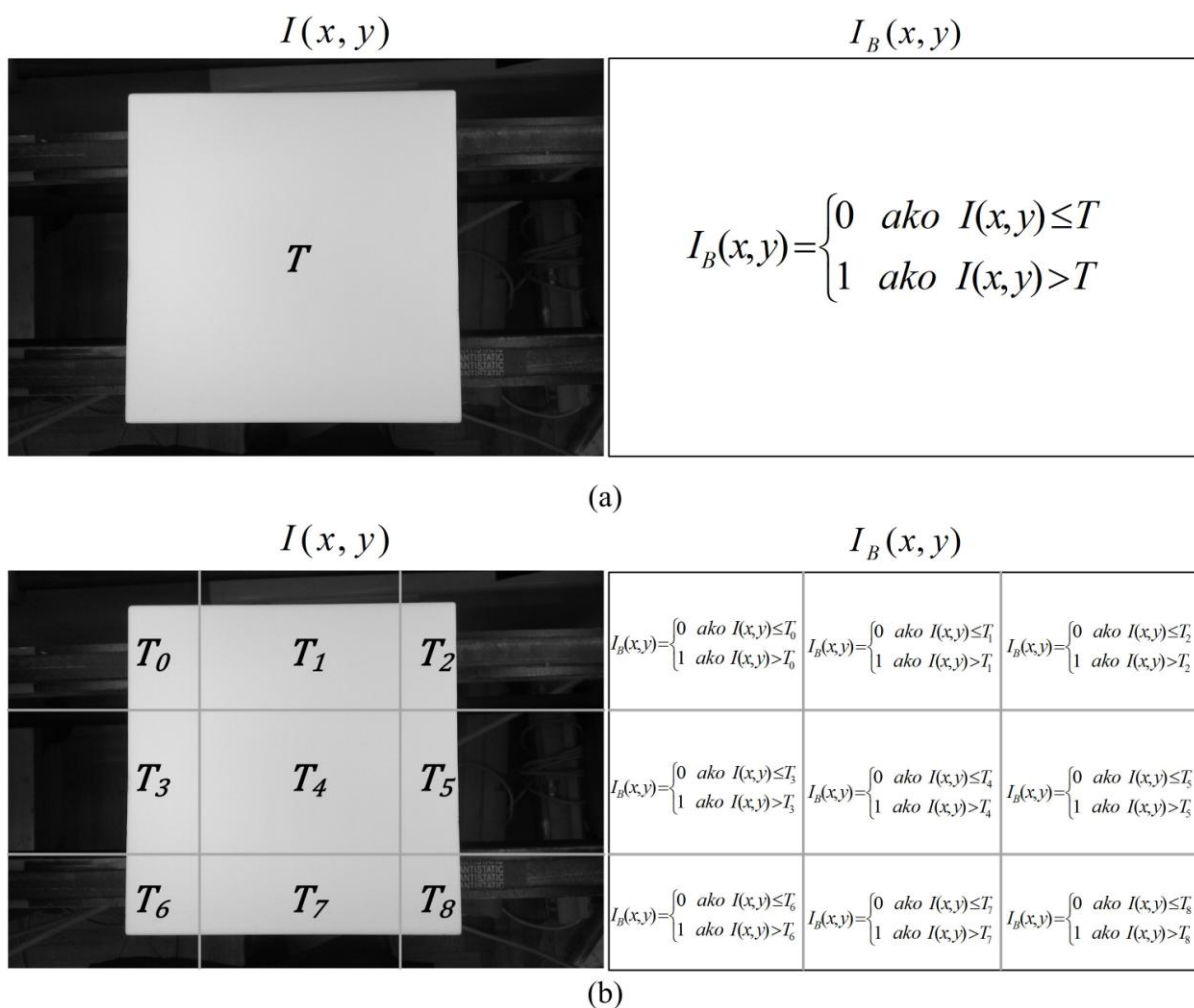 I(x, y)
I_B(x, y)
T
I_B(x,y)={0 ako I(x,y)≤T
1 ako I(x,y)>T
ANTISTATIC
ANTISTATIC
(a)
I(x, y)
I_B(x, y)
T_0 T_1 T_2
I_B(x,y)={0 ako I(x,y)≤T_0
1 ako I(x,y)>T_0
I_B(x,y)={0 ako I(x,y)≤T_1
1 ako I(x,y)>T_1
I_B(x,y)={0 ako I(x,y)≤T_2
1 ako I(x,y)>T_2
T_3 T_4 T_5
I_B(x,y)={0 ako I(x,y)≤T_3
1 ako I(x,y)>T_3
I_B(x,y)={0 ako I(x,y)≤T_4
1 ako I(x,y)>T_4
I_B(x,y)={0 ako I(x,y)≤T_5
1 ako I(x,y)>T_5
ANTISTATIC
ANTISTATIC
T_6 T_7 T_8
I_B(x,y)={0 ako I(x,y)≤T_6
1 ako I(x,y)>T_6
I_B(x,y)={0 ako I(x,y)≤T_7
1 ako I(x,y)>T_7
I_B(x,y)={0 ako I(x,y)≤T_8
1 ako I(x,y)>T_8
(b)